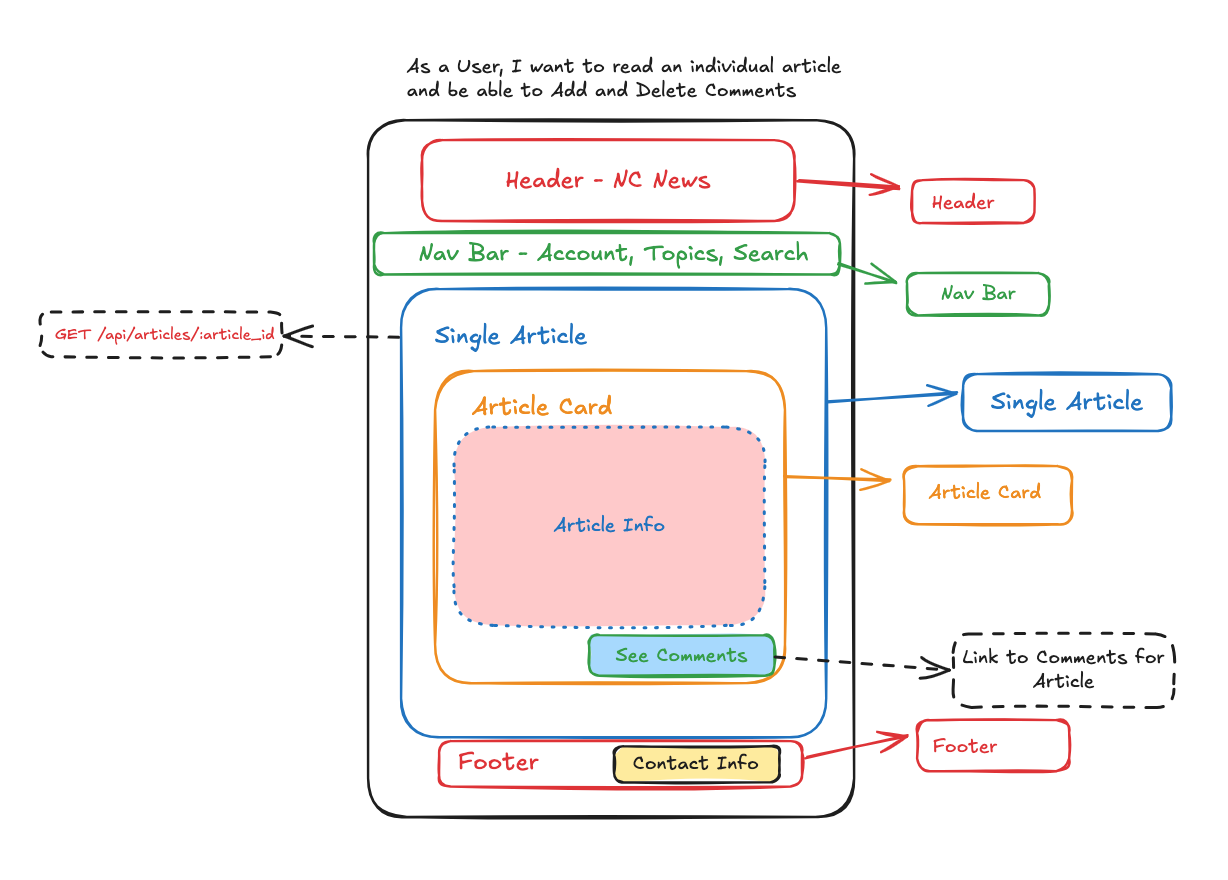 As a User, I want to read an individual article
and be able to Add and Delete Comments
Header - NC News
Header
Nav Bar - Account, Topics, Search
Nav Bar
GET /api/articles/:article_id
Single Article
Single Article
Article Card
Article Card
Article Info
See Comments
Link to Comments for
Article
Footer
Contact Info
Footer